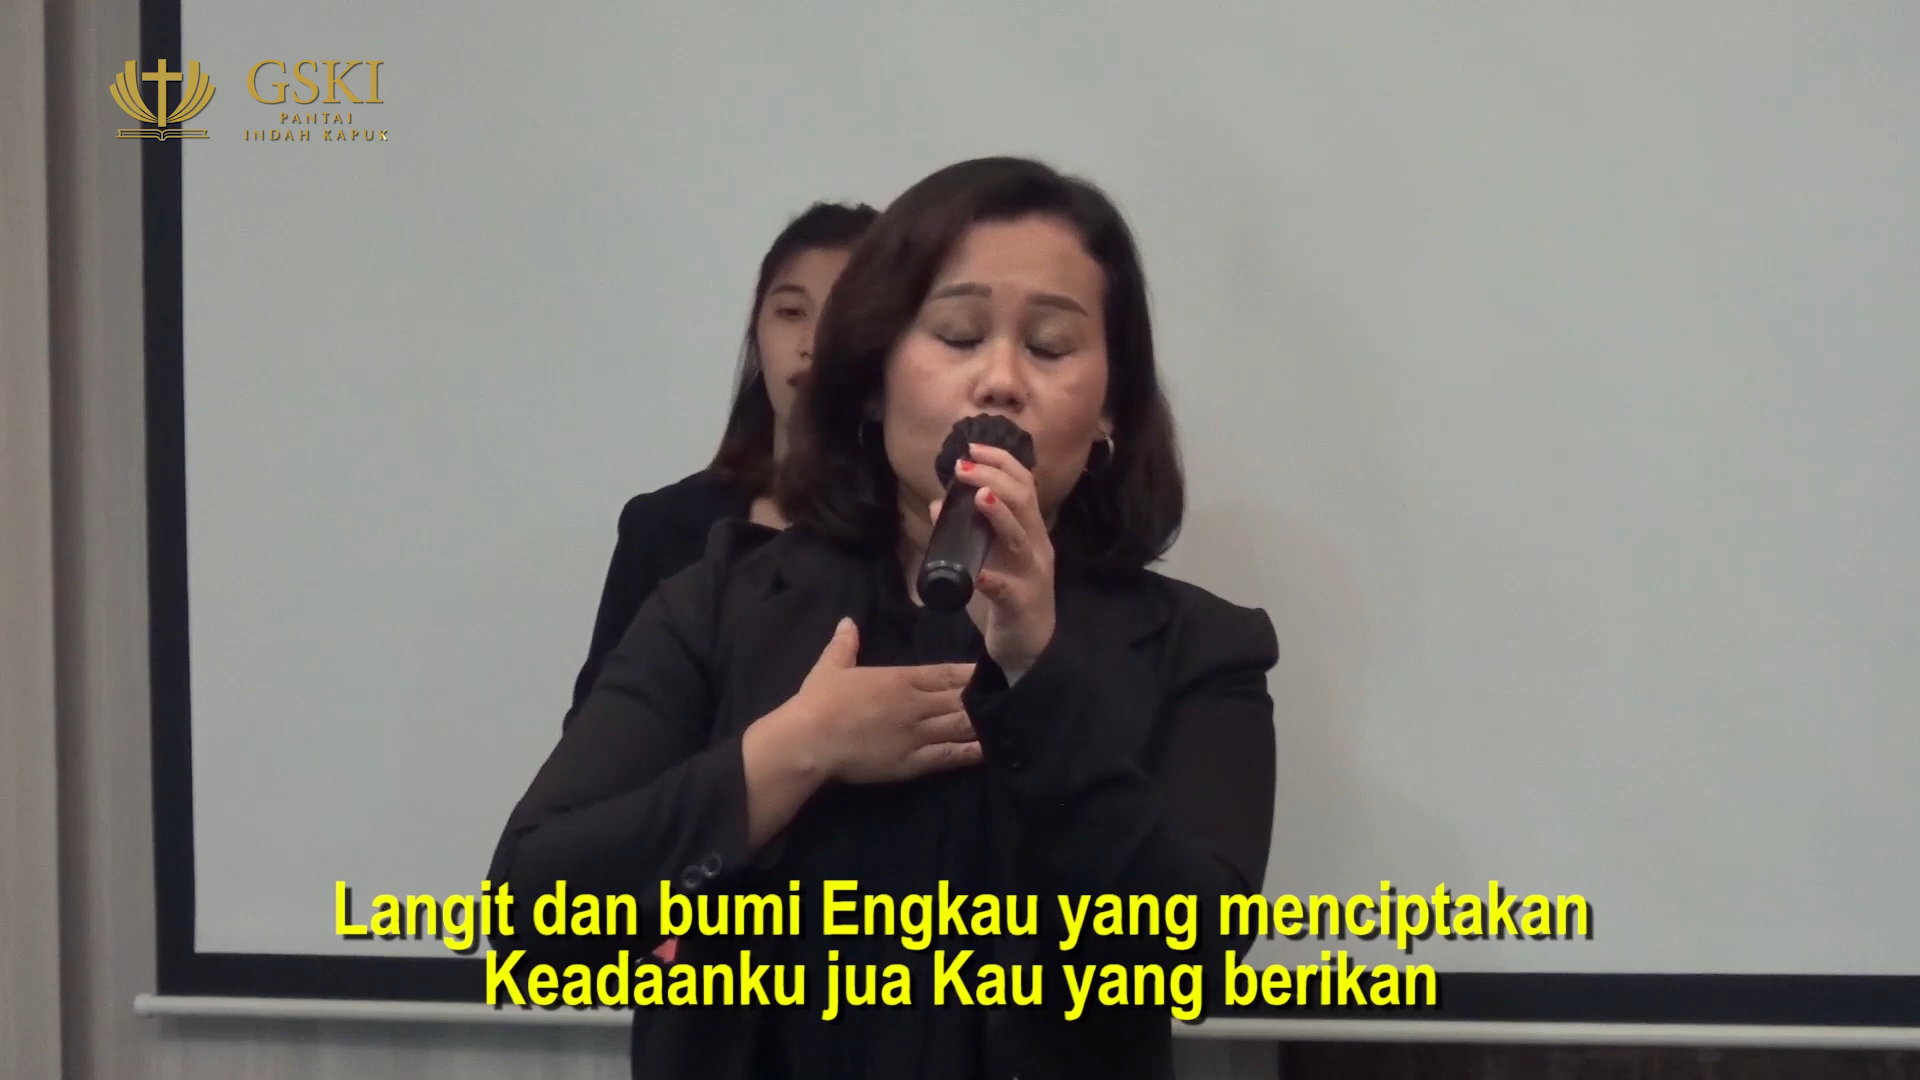 GSKI
PANTAI
INDAH KAPUK
Langit dan bumi Engkau yang menciptakan
Keadaanku jua Kau yang berikan